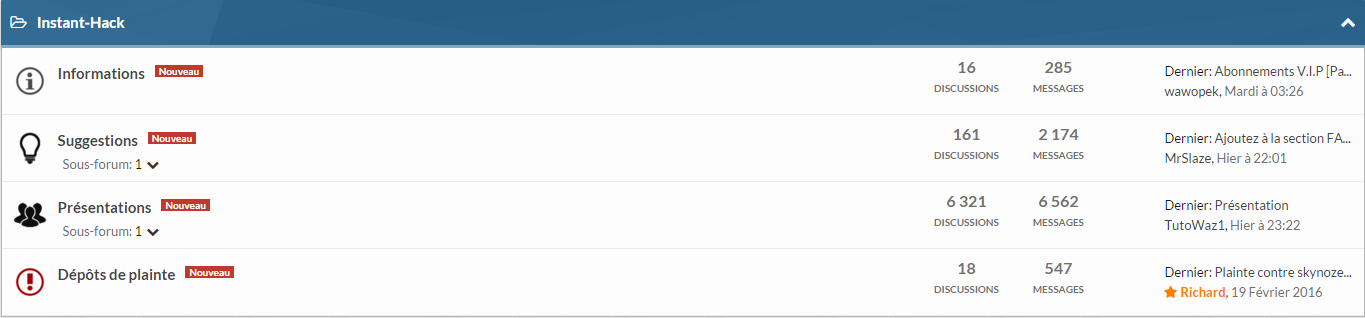 Instant-Hack
Informations Nouveau
16 DISCUSSIONS
285 MESSAGES
Dernier: Abonnements V.I.P [Pa...
wawopek, Mardi à 03:26
Suggestions Nouveau
Sous-forum: 1
161 DISCUSSIONS
2 174 MESSAGES
Dernier: Ajoutez à la section FA...
MrSlaze, Hier à 22:01
Présentations Nouveau
Sous-forum: 1
6 321 DISCUSSIONS
6 562 MESSAGES
Dernier: Présentation
TutoWaz1, Hier à 23:22
Dépôts de plainte Nouveau
18 DISCUSSIONS
547 MESSAGES
Dernier: Plainte contre skynoze...
Richard, 19 Février 2016